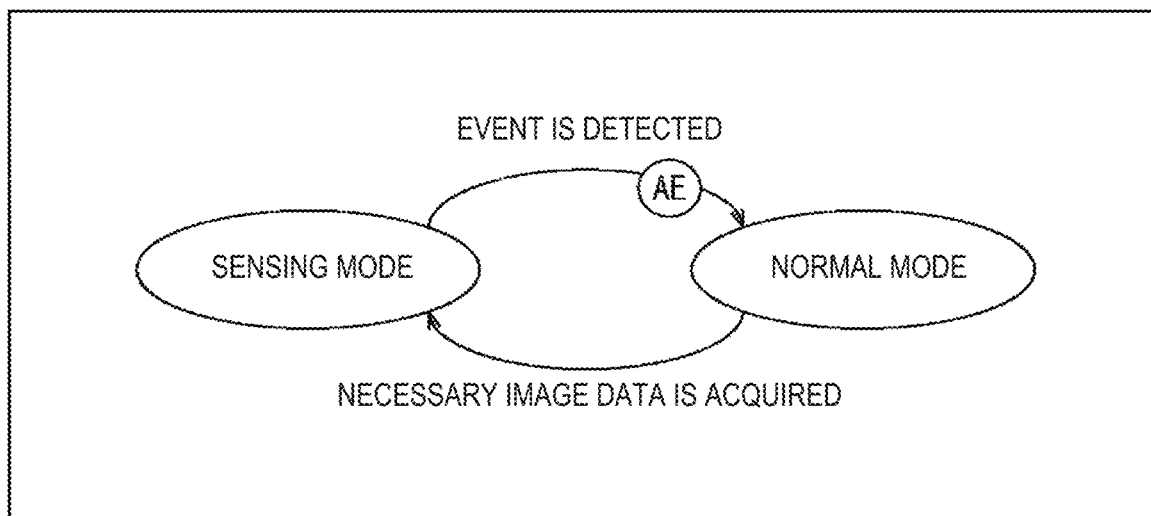 EVENT IS DETECTED
AE
SENSING MODE
NORMAL MODE
NECESSARY IMAGE DATA IS ACQUIRED